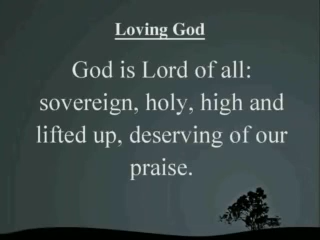 Loving God
God is Lord of all:
sovereign, holy, high and
lifted up, deserving of our
praise.